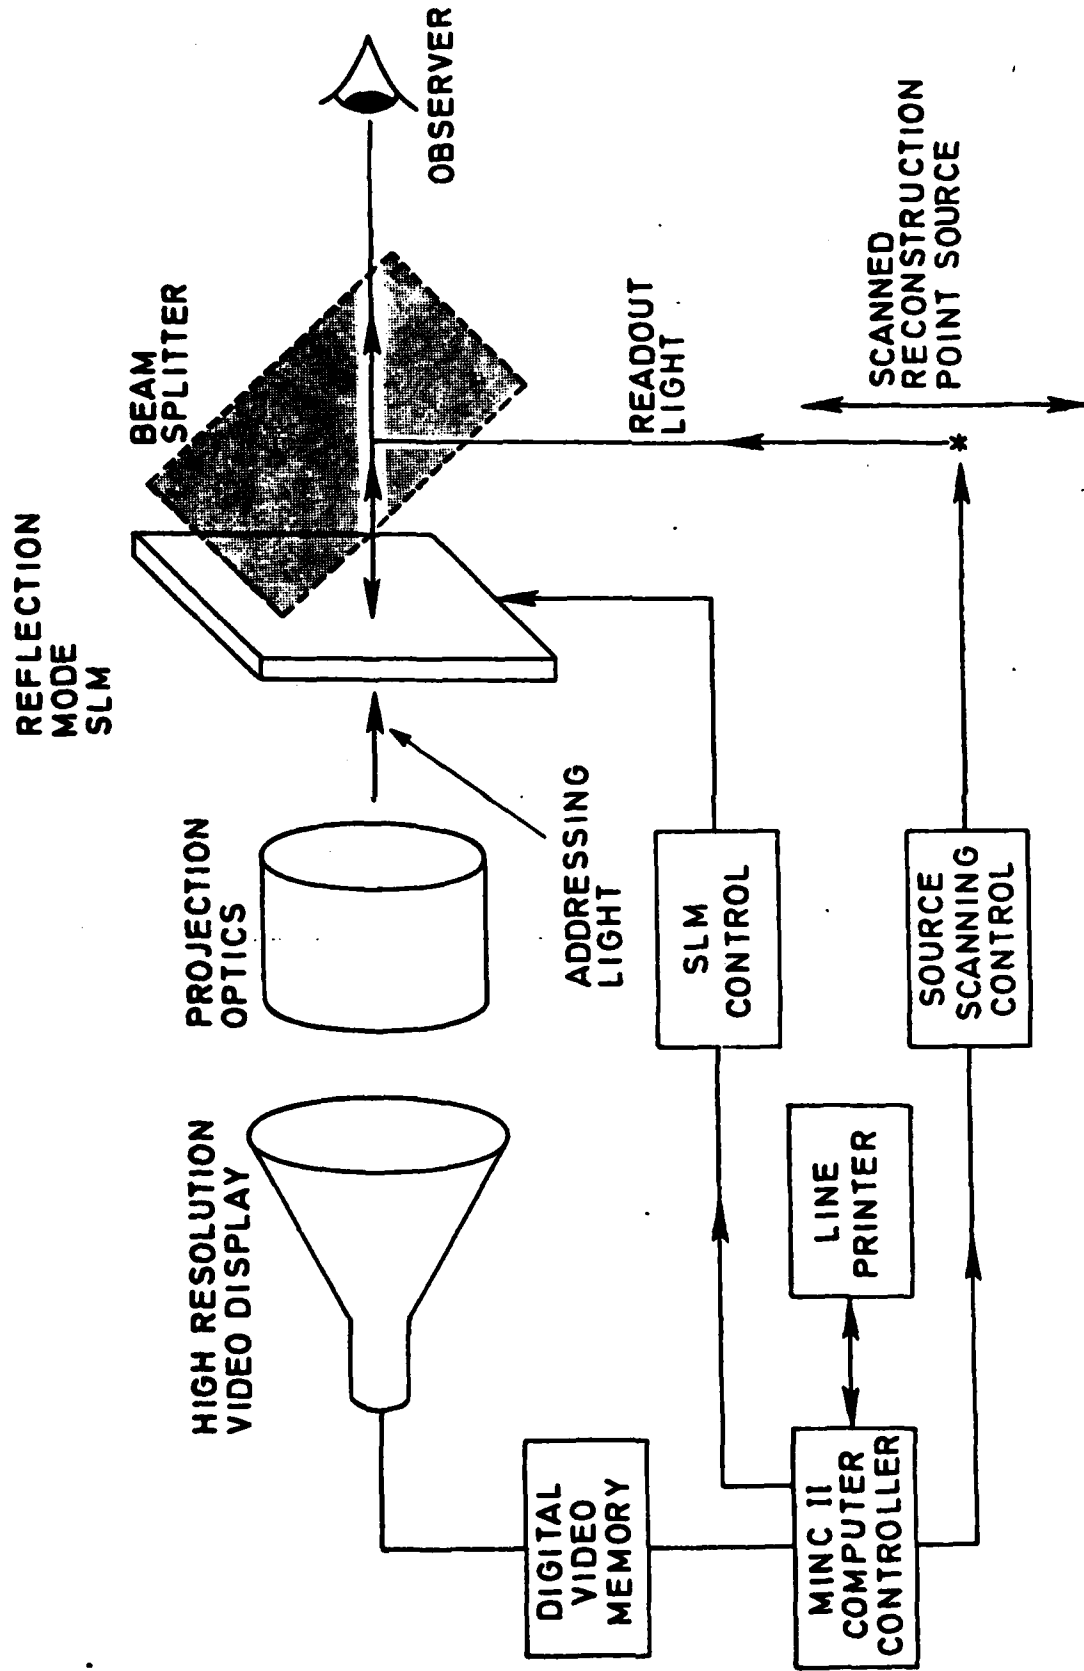 REFLECTION
MODE
SLM
BEAM
SPLITTER
OBSERVER
PROJECTION
OPTICS
HIGH RESOLUTION
VIDEO DISPLAY
ADDRESSING
LIGHT
READOUT
LIGHT
SCANNED
RECONSTRUCTION
POINT SOURCE
*
DIGITAL
VIDEO
MEMORY
SLM
CONTROL
MINC 11
COMPUTER
CONTROLLER
LINE
PRINTER
SOURCE
SCANNING
CONTROL